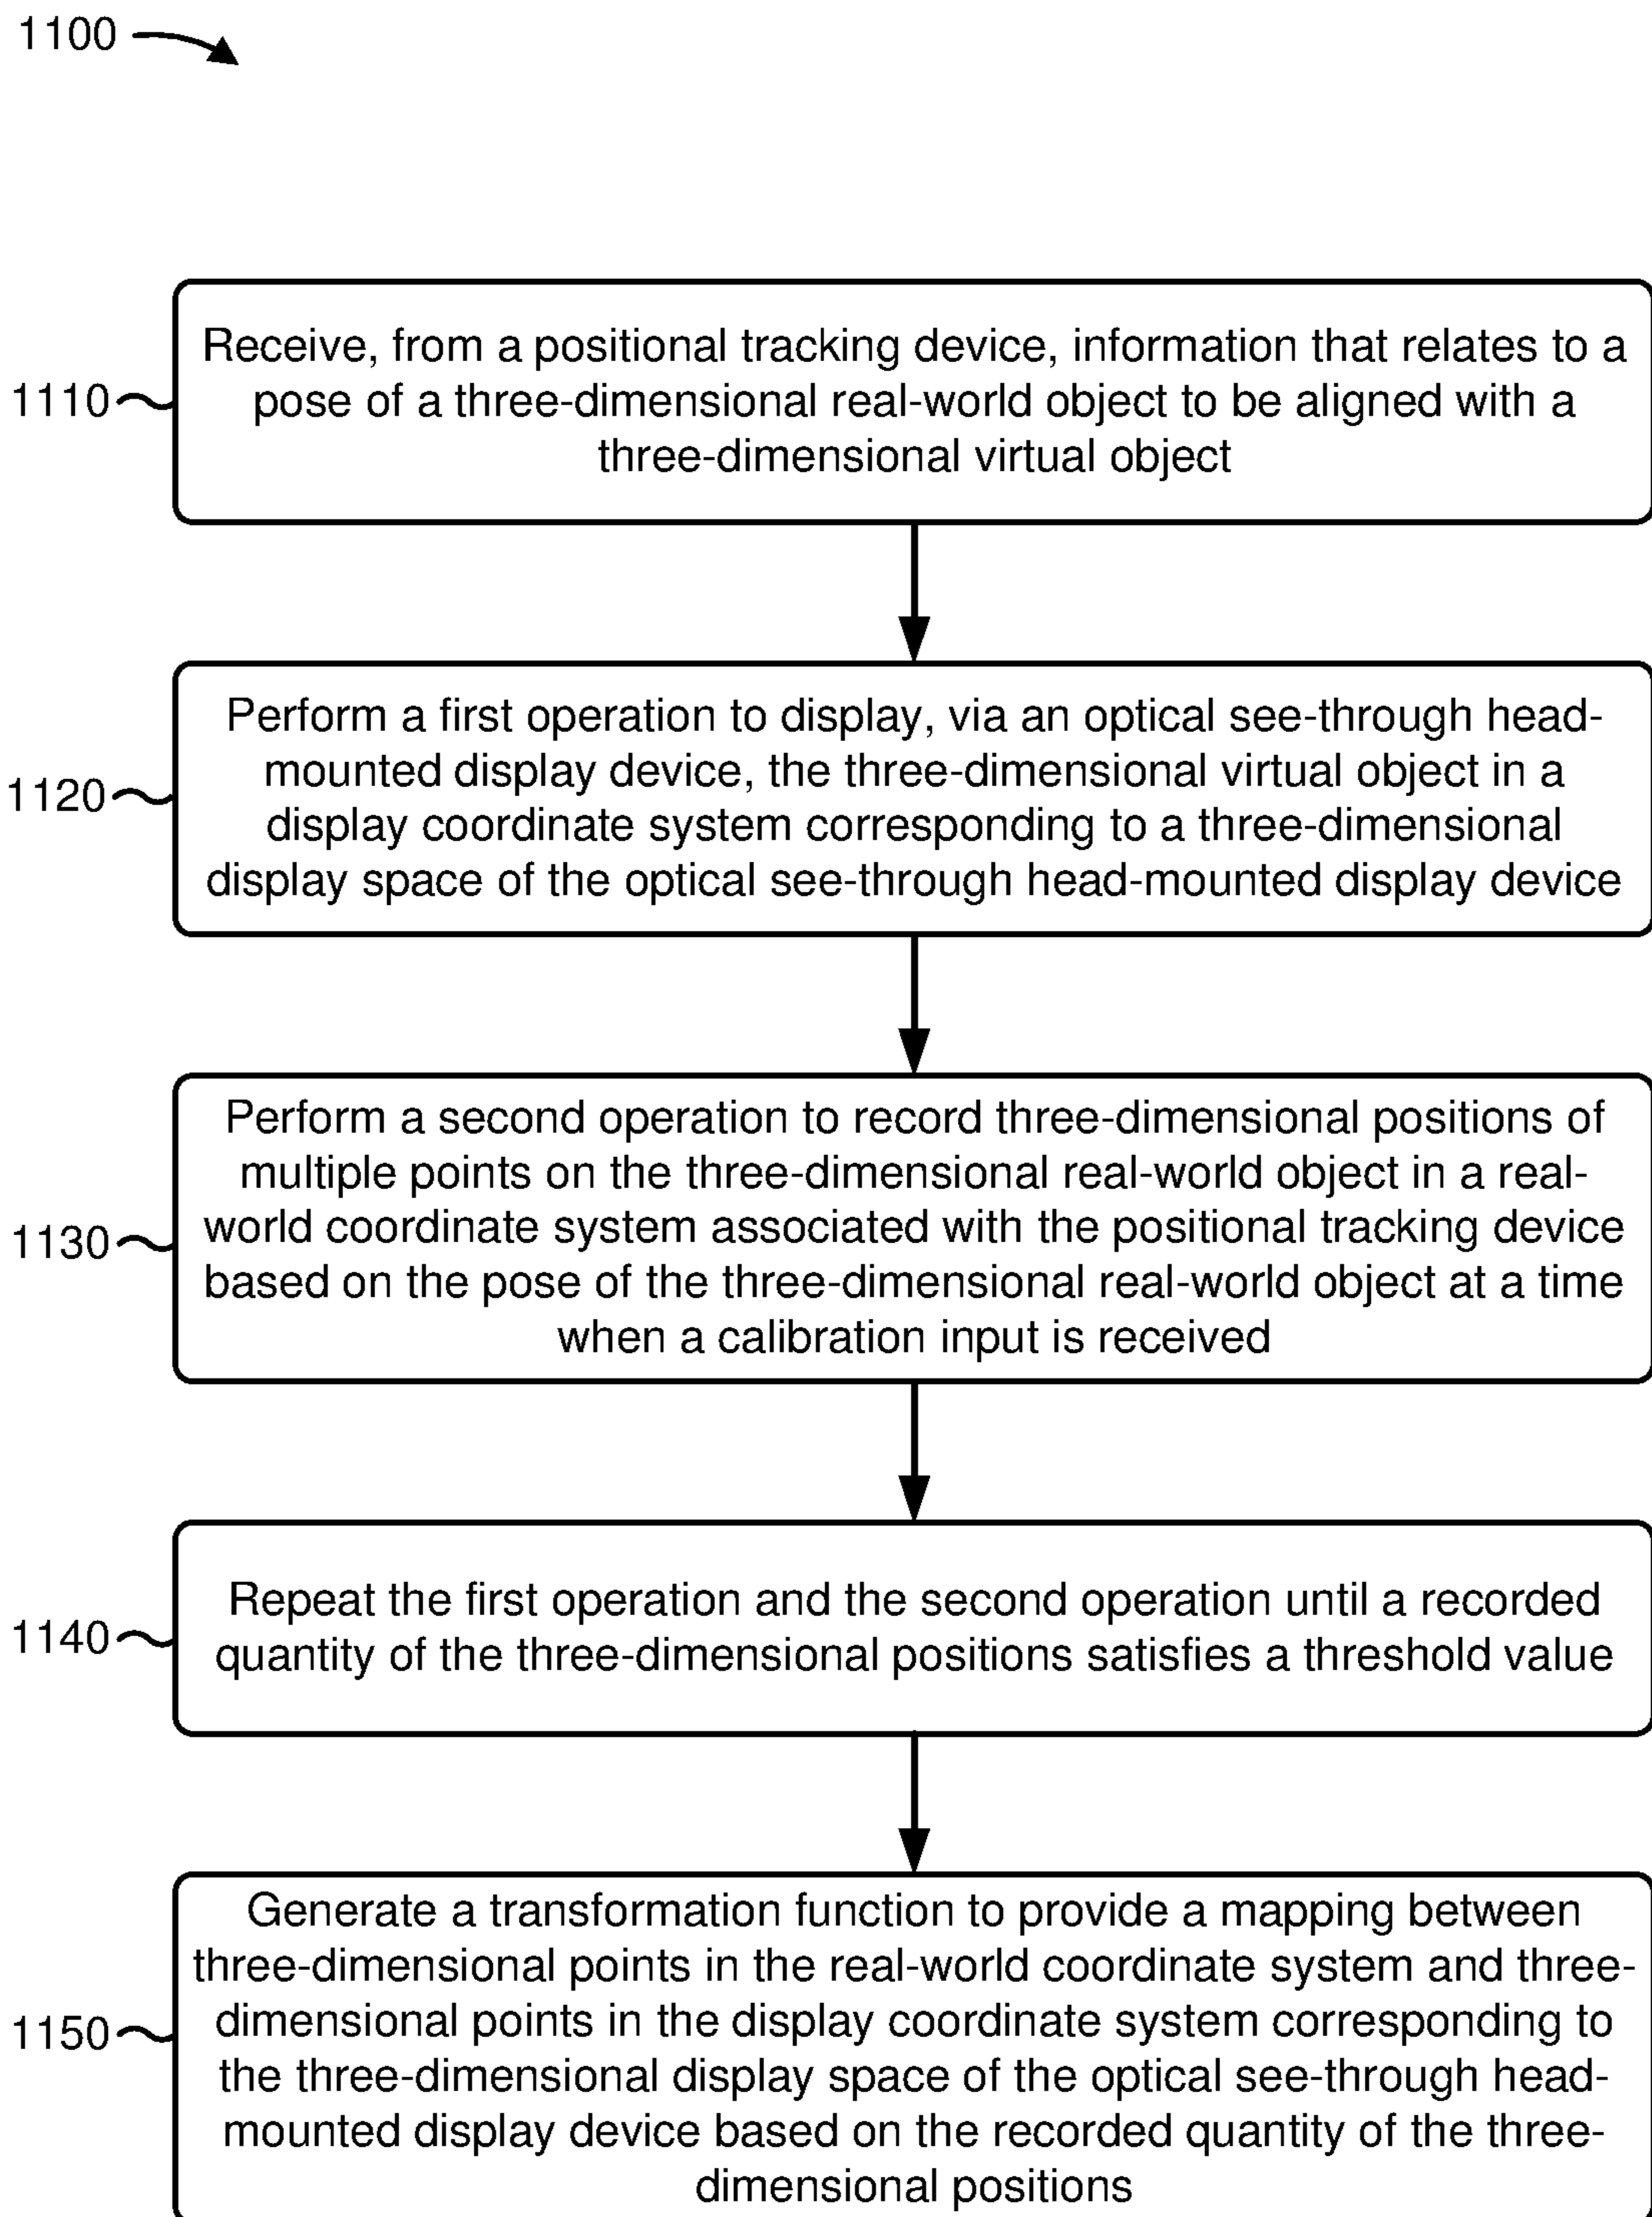 1100
Receive, from a positional tracking device, information that relates to a
pose of a three-dimensional real-world object to be aligned with a
three-dimensional virtual object
1110
Perform a first operation to display, via an optical see-through head-
mounted display device, the three-dimensional virtual object in a
display coordinate system corresponding to a three-dimensional
display space of the optical see-through head-mounted display device
1120
Perform a second operation to record three-dimensional positions of
multiple points on the three-dimensional real-world object in a real-
world coordinate system associated with the positional tracking device
based on the pose of the three-dimensional real-world object at a time
when a calibration input is received
1130
Repeat the first operation and the second operation until a recorded
quantity of the three-dimensional positions satisfies a threshold value
1140
Generate a transformation function to provide a mapping between
three-dimensional points in the real-world coordinate system and three-
dimensional points in the display coordinate system corresponding to
the three-dimensional display space of the optical see-through head-
mounted display device based on the recorded quantity of the three-
dimensional positions
1150